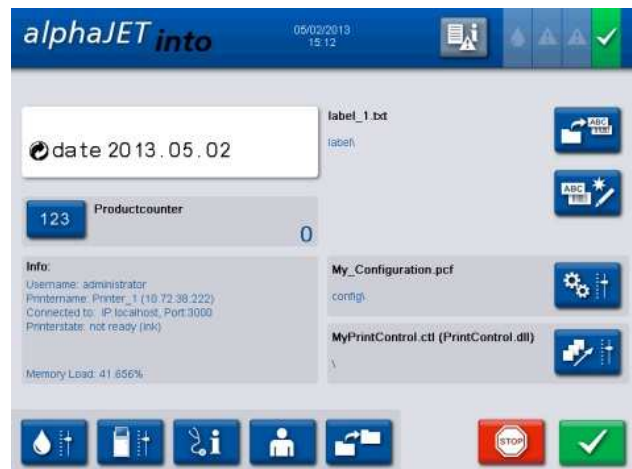 alphaJET into
05/02/2013
15:12
label_1.txt
label\
date 2013.05.02
ABC
ABC
123
Productcounter
0
Info:
Username: administrator
Printername: Printer_1 (10.72.38.222)
Connected to: IP localhost, Port 3000
Printerstate: not ready (ink)
Memory Load: 41.656%
My_Configuration.pcf
config\
MyPrintControl.ctl (PrintControl.dll)
\
STOP